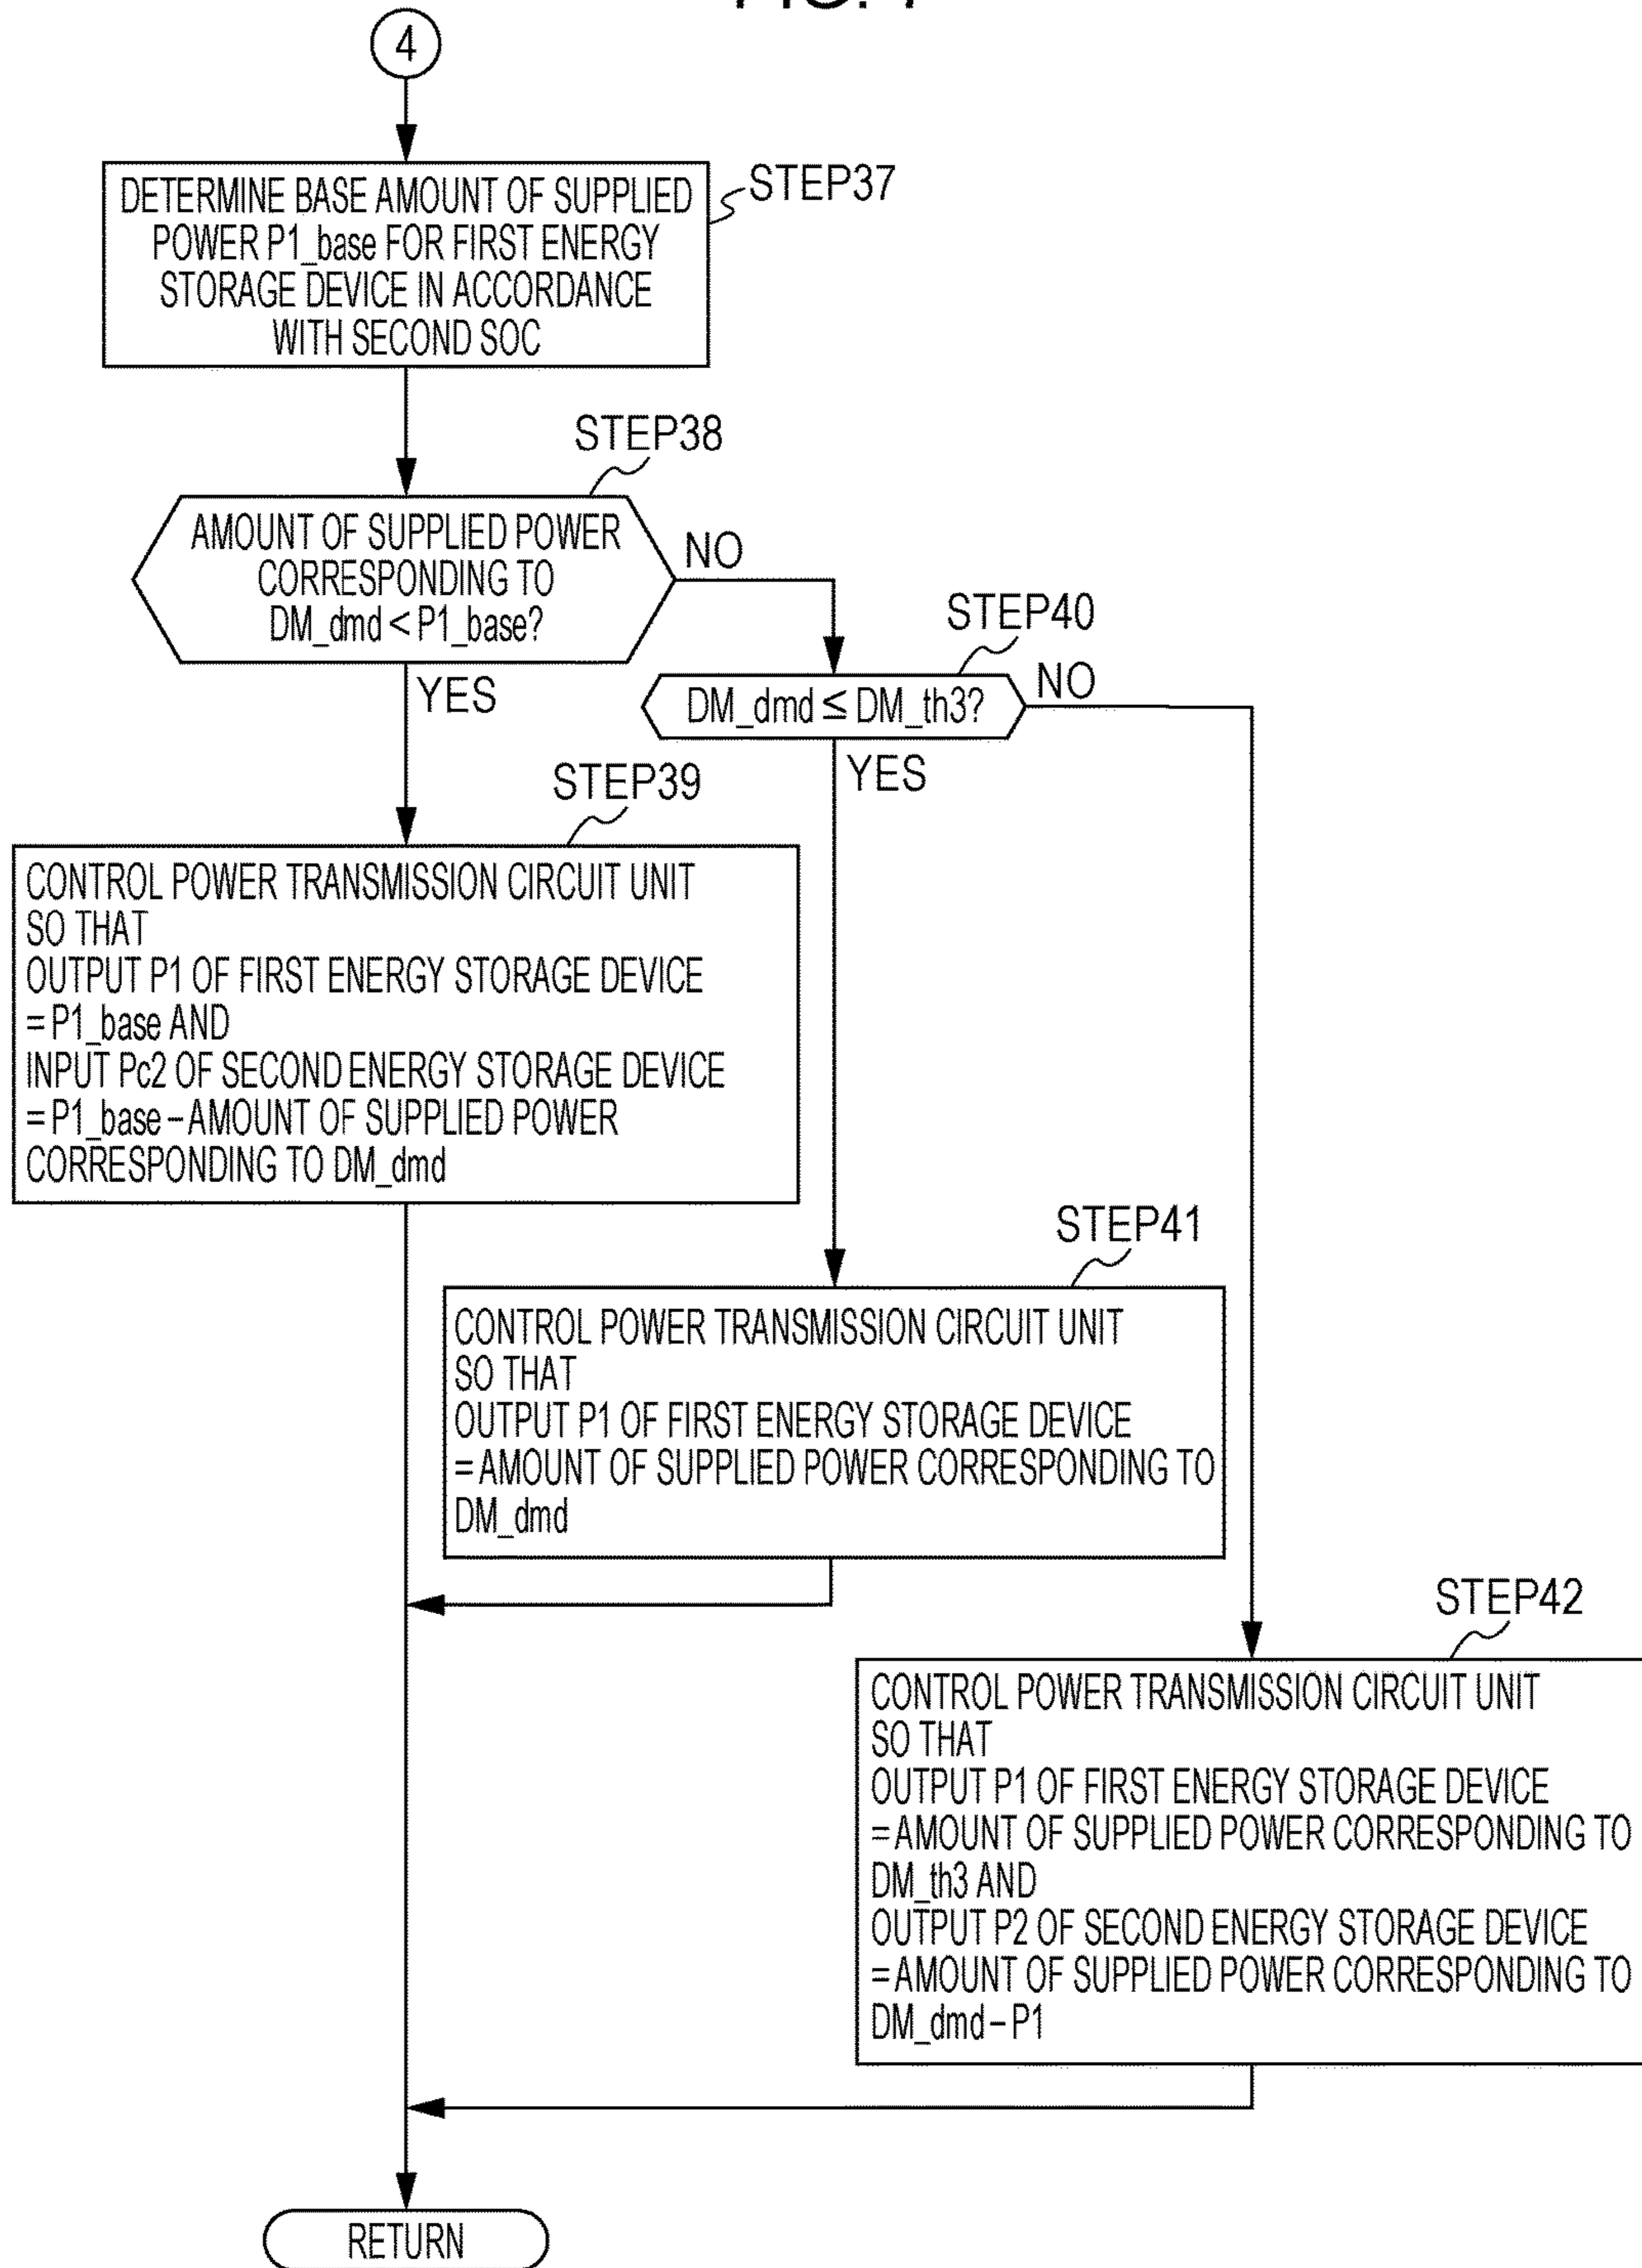 4
DETERMINE BASE AMOUNT OF SUPPLIED
POWER P1_base FOR FIRST ENERGY
STORAGE DEVICE IN ACCORDANCE
WITH SECOND SOC
STEP37
STEP38
AMOUNT OF SUPPLIED POWER
CORRESPONDING TO
DM_dmd < P1_base?
NO
YES
STEP40
DM_dmd ≤ DM_th3?
NO
YES
STEP39
CONTROL POWER TRANSMISSION CIRCUIT UNIT
SO THAT
OUTPUT P1 OF FIRST ENERGY STORAGE DEVICE
= P1_base AND
INPUT Pc2 OF SECOND ENERGY STORAGE DEVICE
= P1_base – AMOUNT OF SUPPLIED POWER
CORRESPONDING TO DM_dmd
STEP41
CONTROL POWER TRANSMISSION CIRCUIT UNIT
SO THAT
OUTPUT P1 OF FIRST ENERGY STORAGE DEVICE
= AMOUNT OF SUPPLIED POWER CORRESPONDING TO
DM_dmd
STEP42
CONTROL POWER TRANSMISSION CIRCUIT UNIT
SO THAT
OUTPUT P1 OF FIRST ENERGY STORAGE DEVICE
= AMOUNT OF SUPPLIED POWER CORRESPONDING TO
DM_th3 AND
OUTPUT P2 OF SECOND ENERGY STORAGE DEVICE
= AMOUNT OF SUPPLIED POWER CORRESPONDING TO
DM_dmd – P1
RETURN